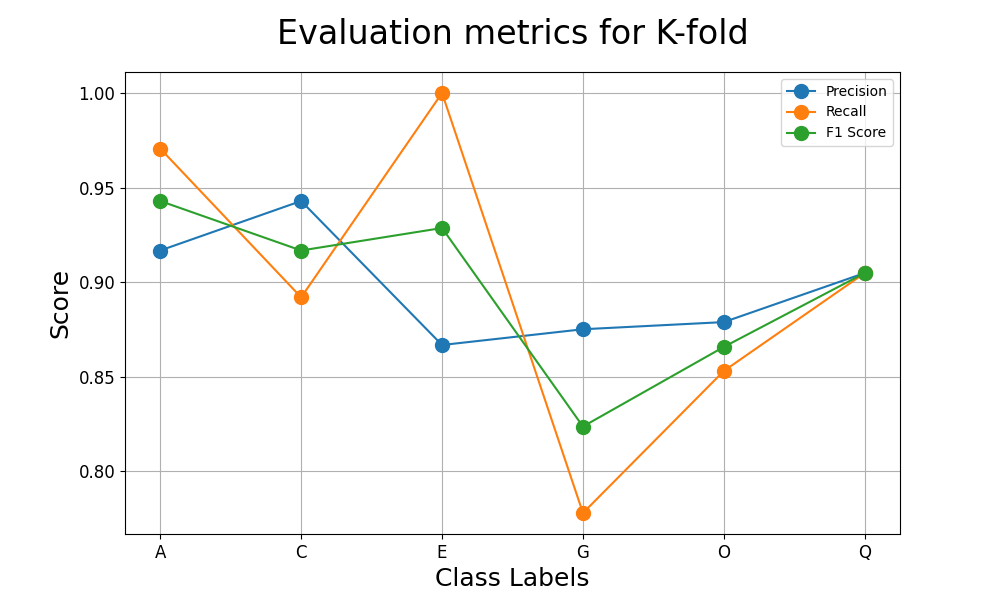 Evaluation metrics for K-fold
Precision
Recall
F1 Score
1.00
0.95
0.90
0.85
0.80
Score
A C E G O Q
Class Labels